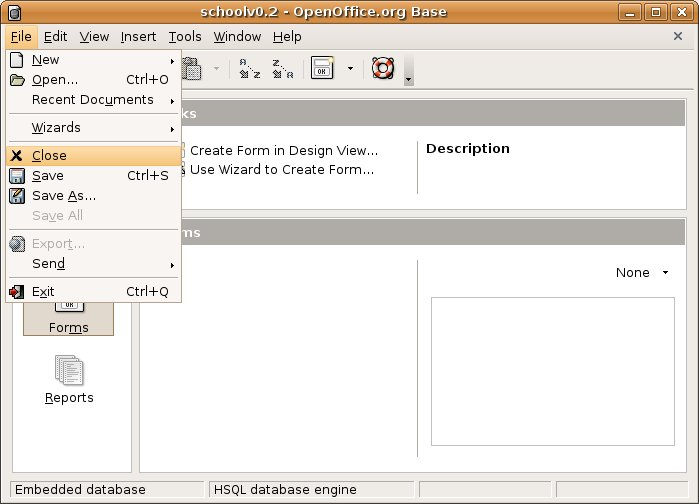 schoolv0.2 - OpenOffice.org Base
File Edit View Insert Tools Window Help
New
Open... Ctrl+O
Recent Documents
Wizards
Close
Save Ctrl+S
Save As...
Save All
Export...
Send
Exit Ctrl+Q
ks
Create Form in Design View...
Use Wizard to Create Form...
Description
ms
None
Forms
Reports
Embedded database
HSQL database engine